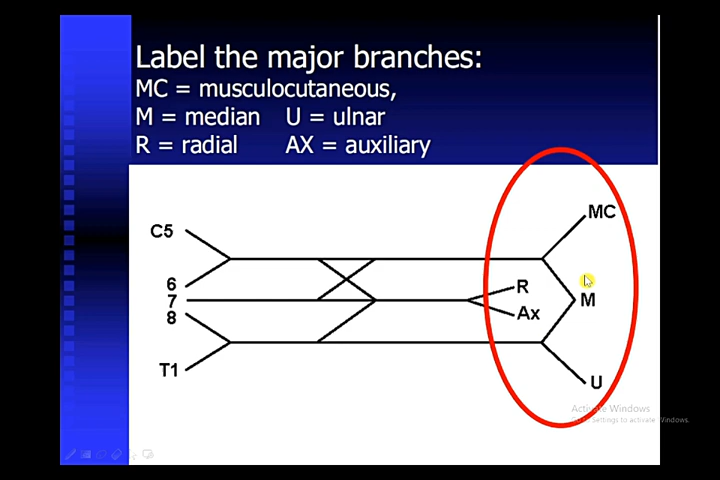 Label the major branches:
MC = musculocutaneous,
M = median U = ulnar
R = radial AX = auxiliary
C5
6
7
8
T1
MC
R
M
Ax
U
Activate Windows
Settings to activate Windows.